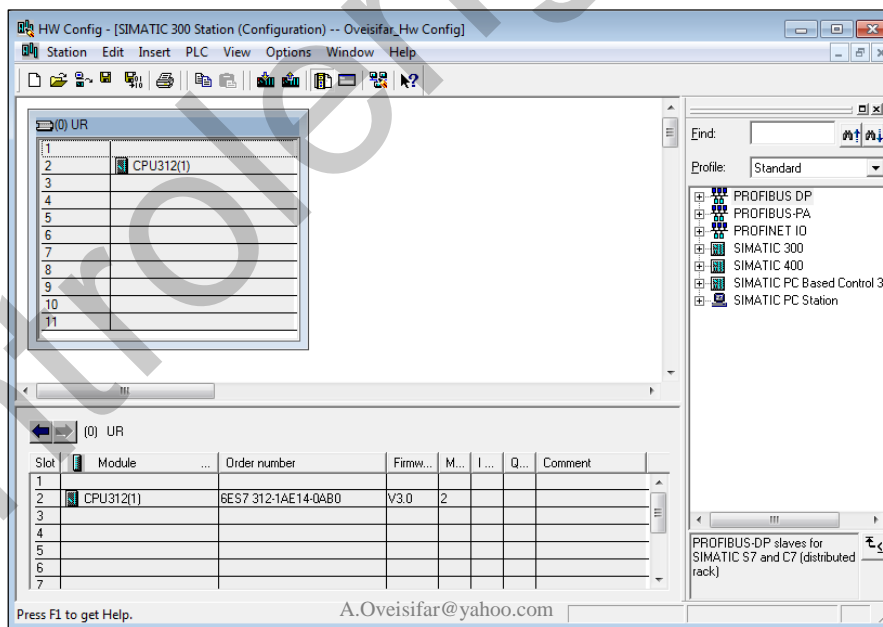 HW Config - [SIMATIC 300 Station (Configuration) -- Oveisifar_Hw Config]
Station Edit Insert PLC View Options Window Help
(0) UR
1
2 CPU312(1)
3
4
5
6
7
8
9
10
11
Find:
Profile: Standard
PROFIBUS DP
PROFIBUS-PA
PROFINET IO
SIMATIC 300
SIMATIC 400
SIMATIC PC Based Control 3
SIMATIC PC Station
(0) UR
Slot Module ... Order number Firmw... M... I ... Q... Comment
1
2 CPU312(1) 6ES7 312-1AE14-0AB0 V3.0 2
3
4
5
6
7
PROFIBUS-DP slaves for
SIMATIC S7 and C7 (distributed
rack)
Press F1 to get Help.
A.Oveisifar@yahoo.com